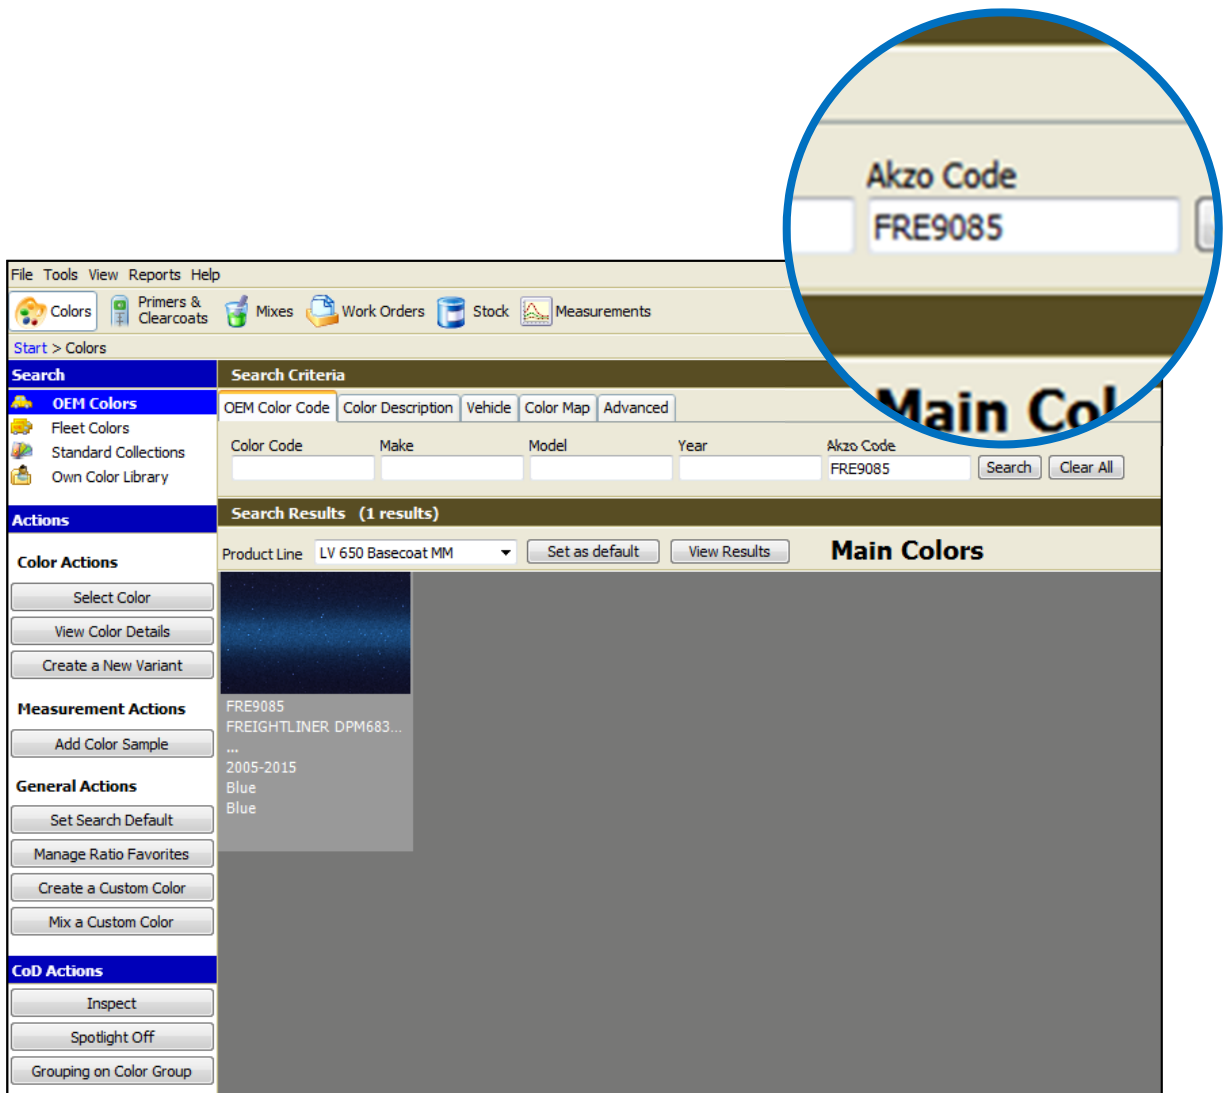 Akzo Code
FRE9085
Main Col
File Tools View Reports Help
Colors Primers & Clearcoats Mixes Work Orders Stock Measurements
Start > Colors
Search
OEM Colors
Fleet Colors
Standard Collections
Own Color Library
Actions
Color Actions
Select Color
View Color Details
Create a New Variant
Measurement Actions
Add Color Sample
General Actions
Set Search Default
Manage Ratio Favorites
Create a Custom Color
Mix a Custom Color
CoD Actions
Inspect
Spotlight Off
Grouping on Color Group
Search Criteria
OEM Color Code Color Description Vehicle Color Map Advanced
Color Code Make Model Year Akzo Code
FRE9085 Search Clear All
Search Results (1 results)
Product Line LV 650 Basecoat MM Set as default View Results Main Colors
FRE9085
FREIGHTLINER DPM683...
...
2005-2015
Blue
Blue